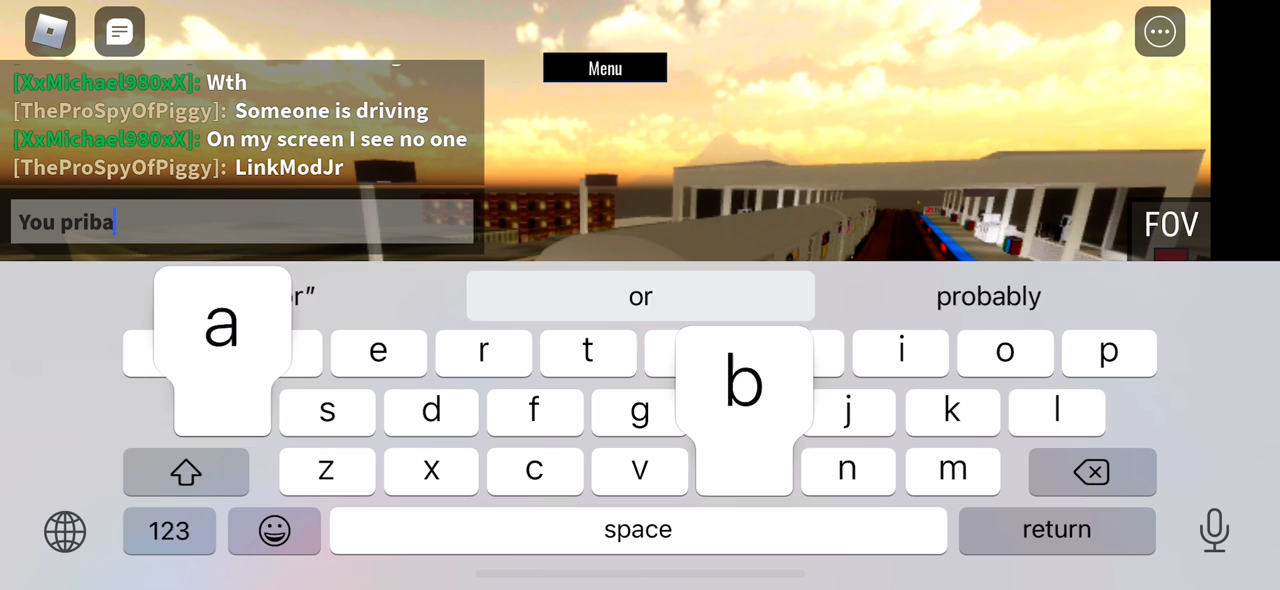 Menu
[XxMichael980xX]: Wth
[TheProSpyOfPiggy]: Someone is driving
[XxMichael980xX]: On my screen I see no one
[TheProSpyOfPiggy]: LinkModJr
You priba
FOV
or probably
a b
e r t i o p
s d f g j k l
z x c v n m
123 space return